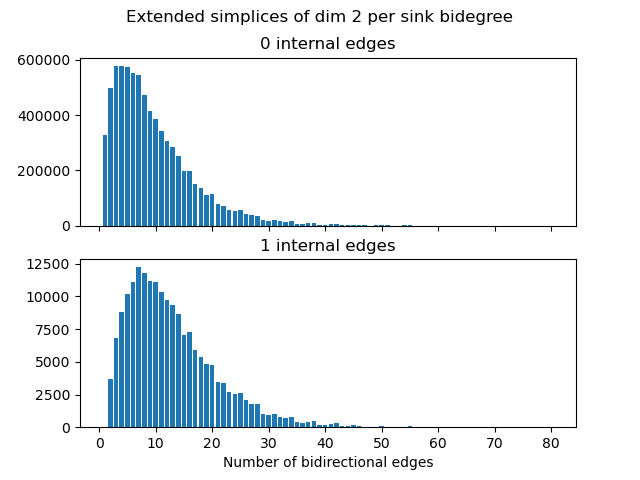 Extended simplices of dim 2 per sink bidegree
0 internal edges
600000
400000
200000
0
1 internal edges
12500
10000
7500
5000
2500
0
0 10 20 30 40 50 60 70 80
Number of bidirectional edges